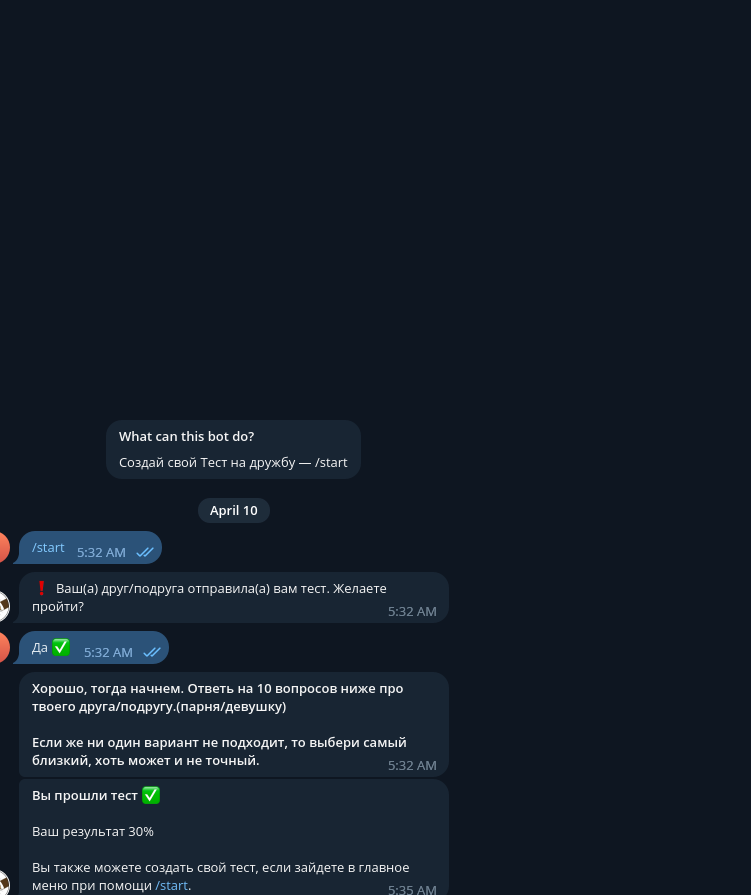 What can this bot do?
Создай свой Тест на дружбу — /start
April 10
/start 5:32 AM
❗ Ваш(а) друг/подруга отправила(а) вам тест. Желаете
пройти? 5:32 AM
Да ✅ 5:32 AM
Хорошо, тогда начнем. Ответь на 10 вопросов ниже про
твоего друга/подругу.(парня/девушку)
Если же ни один вариант не подходит, то выбери самый
близкий, хоть может и не точный. 5:32 AM
Вы прошли тест ✅
Ваш результат 30%
Вы также можете создать свой тест, если зайдете в главное
меню при помощи /start. 5:35 AM